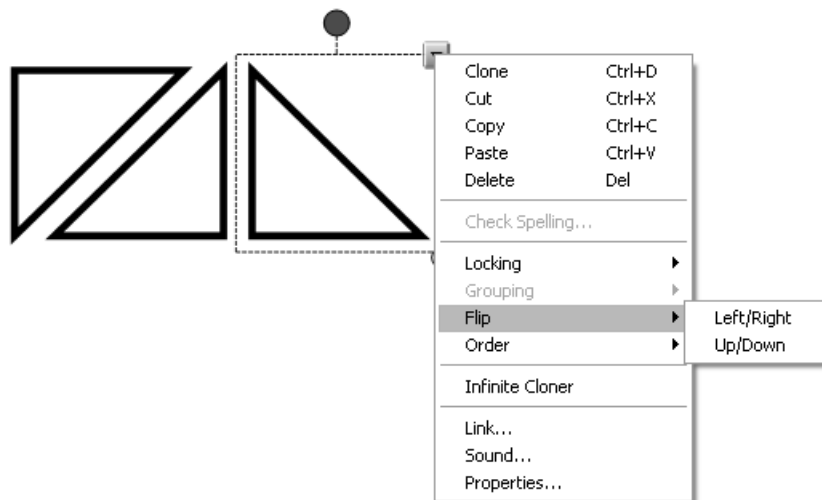 Clone Ctrl+D
Cut Ctrl+X
Copy Ctrl+C
Paste Ctrl+V
Delete Del
Check Spelling...
Locking
Grouping
Flip
Order
Left/Right
Up/Down
Infinite Cloner
Link...
Sound...
Properties...